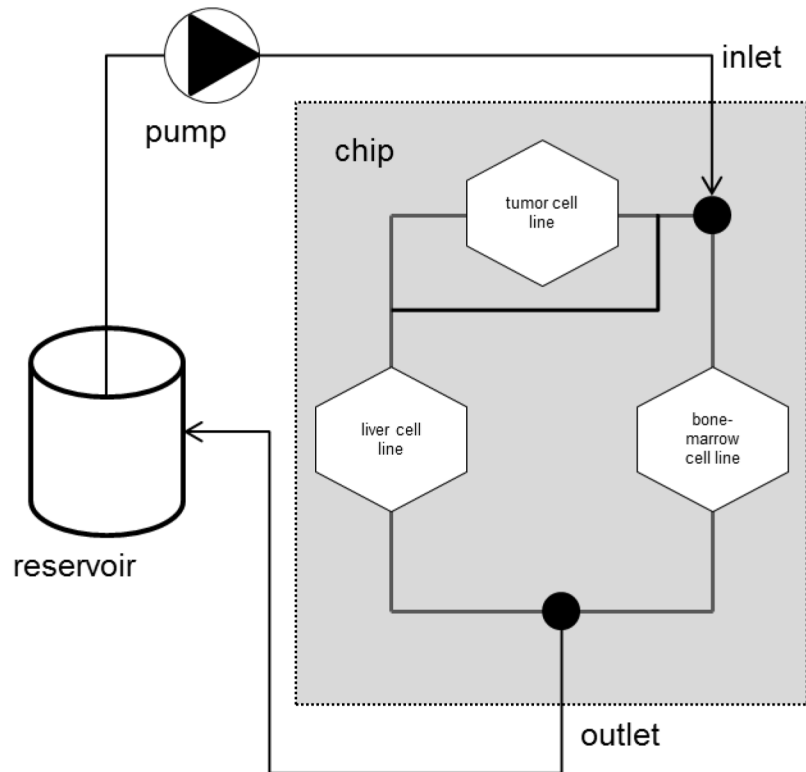 inlet
pump
chip
tumor cell
line
liver cell
line
bone-
marrow
cell line
reservoir
outlet